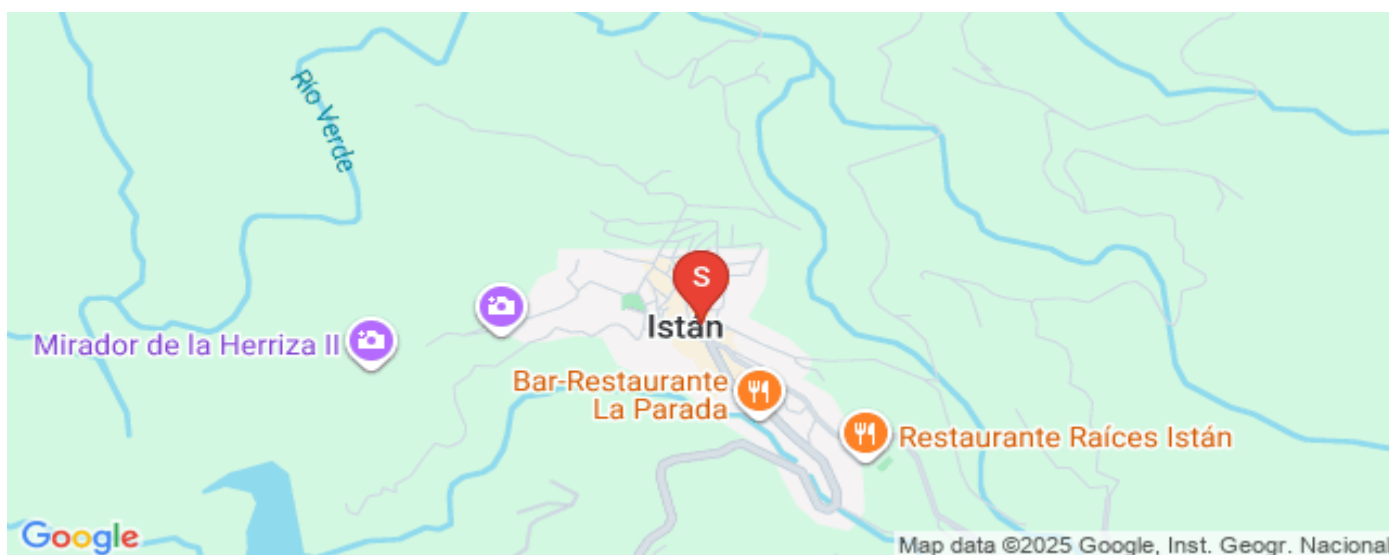 Río Verde
S
Istán
Mirador de la Herriza II
Bar-Restaurante
La Parada
Restaurante Raíces Istán
Google
Map data ©2025 Google, Inst. Geogr. Nacional